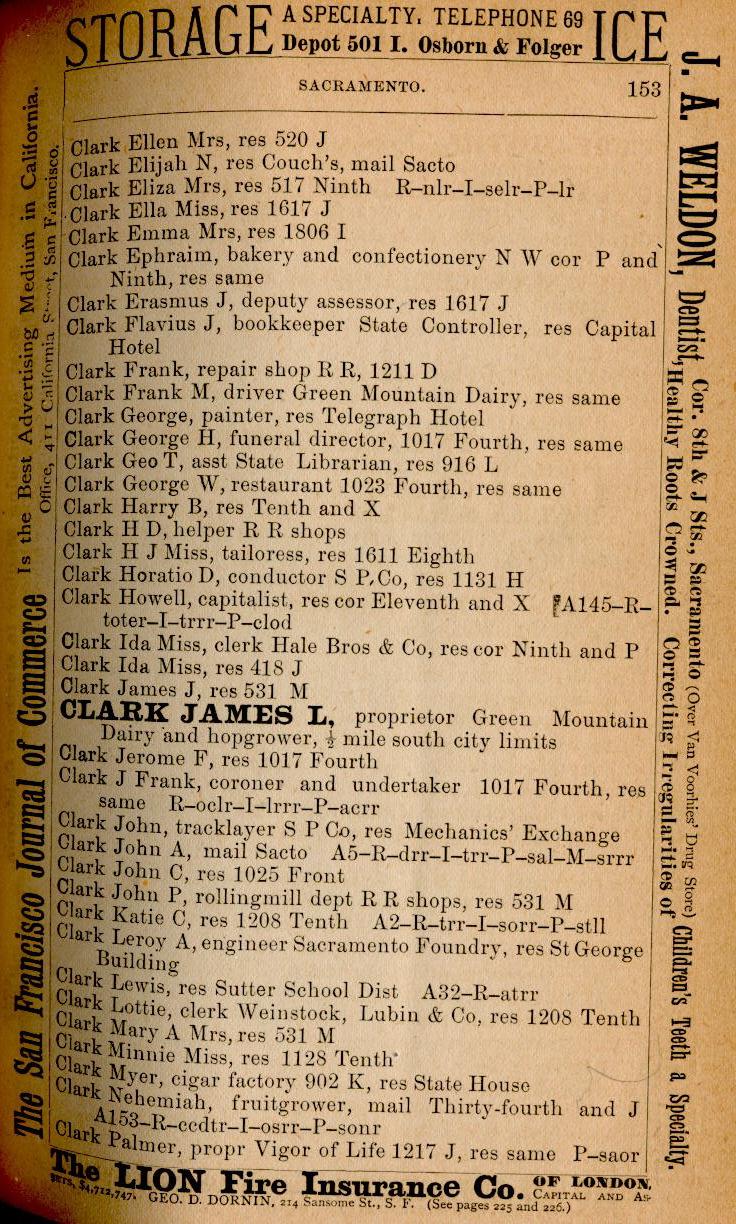 STORAGE A SPECIALTY. TELEPHONE 69 ICE
Depot 501 I. Osborn & Folger
SACRAMENTO. 153
Clark Ellen Mrs, res 520 J
Clark Elijah N, res Couch's, mail Sacto
Clark Eliza Mrs, res 517 Ninth R–nlr–I–selr–P–lr
Clark Ella Miss, res 1617 J
Clark Emma Mrs, res 1806 I
Clark Ephraim, bakery and confectionery N W cor P and
Ninth, res same
Clark Erasmus J, deputy assessor, res 1617 J
Clark Flavius J, bookkeeper State Controller, res Capital
Hotel
Clark Frank, repair shop R R, 1211 D
Clark Frank M, driver Green Mountain Dairy, res same
Clark George, painter, res Telegraph Hotel
Clark George H, funeral director, 1017 Fourth, res same
Clark Geo T, asst State Librarian, res 916 L
Clark George W, restaurant 1023 Fourth, res same
Clark Harry B, res Tenth and X
Clark H D, helper R R shops
Clark H J Miss, tailoress, res 1611 Eighth
Clark Horatio D, conductor S P Co, res 1131 H
Clark Howell, capitalist, res cor Eleventh and X A145–R–
toter–I–trrr–P–clod
Clark Ida Miss, clerk Hale Bros & Co, res cor Ninth and P
Clark Ida Miss, res 418 J
Clark James J, res 531 M
CLARK JAMES L, proprietor Green Mountain
Dairy and hopgrower, ½ mile south city limits
Clark Jerome F, res 1017 Fourth
Clark J Frank, coroner and undertaker 1017 Fourth, res
same R–oclr–I–lrrr–P–acrr
Clark John, tracklayer S P Co, res Mechanics' Exchange
Clark John A, mail Sacto A5–R–drr–I–trr–P–sal–M–srrr
Clark John C, res 1025 Front
Clark John P, rollingmill dept R R shops, res 531 M
Clark Katie C, res 1208 Tenth A2–R–trr–I–sorr–P–stll
Clark Leroy A, engineer Sacramento Foundry, res St George
Building
Clark Lewis, res Sutter School Dist A32–R–atrr
Clark Lottie, clerk Weinstock, Lubin & Co, res 1208 Tenth
Clark Mary A Mrs, res 531 M
Clark Minnie Miss, res 1128 Tenth
Clark Myer, cigar factory 902 K, res State House
Clark Nehemiah, fruitgrower, mail Thirty-fourth and J
A153–R–ccdtr–I–osrr–P–sonr
Clark Palmer, propr Vigor of Life 1217 J, res same P–saor
The LION Fire Insurance Co. OF LONDON.
CAPITAL AND AS-
SETS, $4,712,747. GEO. D. DORNIN, 214 Sansome St., S. F. (See pages 225 and 226.)
The San Francisco Journal of Commerce Is the Best Advertising Medium in California.
Office, 411 California Street, San Francisco.
J. A. WELDON, Dentist, Cor. 8th & J Sts., Sacramento (Over Van Voorhies' Drug Store)
Healthy Roots Crowned. Correcting Irregularities of Children's Teeth a Specialty.